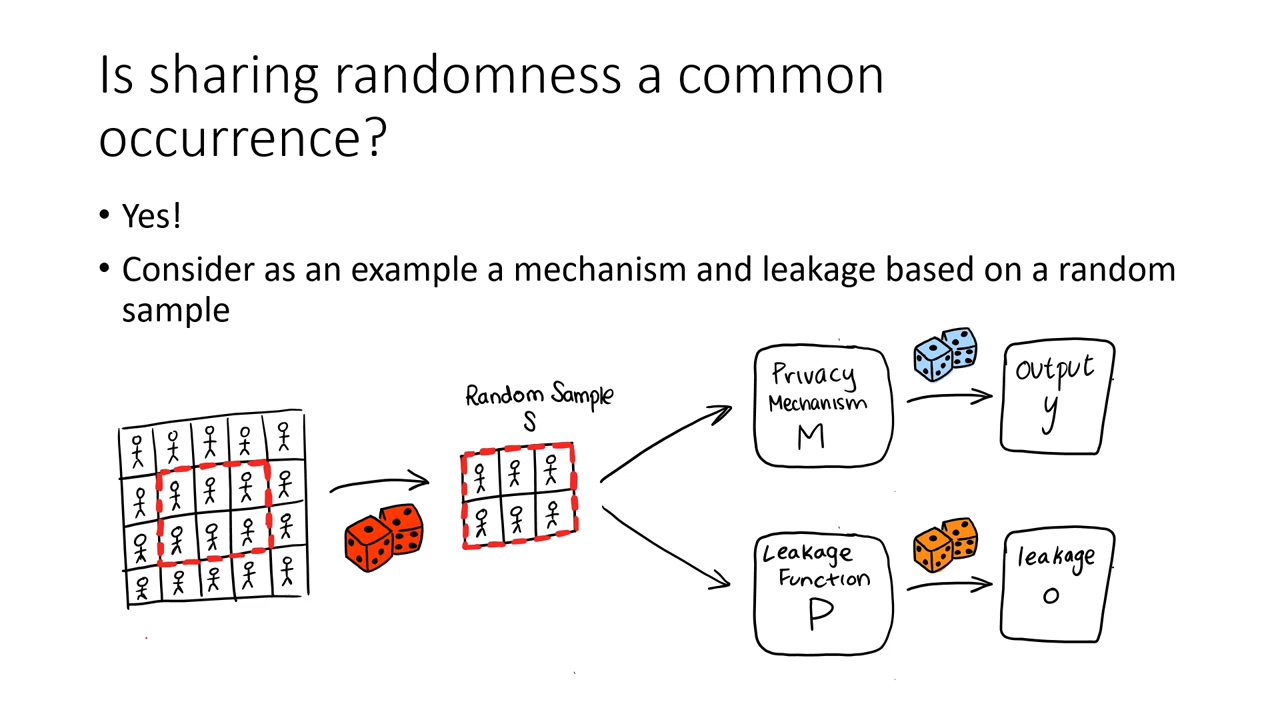 Is sharing randomness a common
occurrence?
• Yes!
• Consider as an example a mechanism and leakage based on a random
sample
Random Sample
S
Privacy
Mechanism
M
output
y
Leakage
Function
P
leakage
o